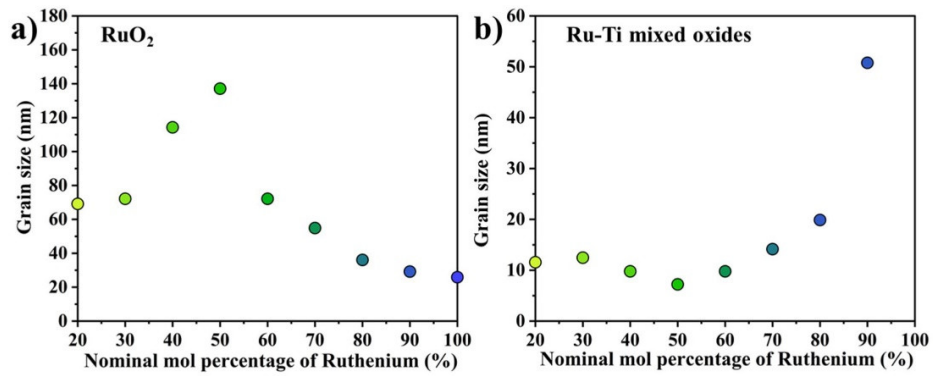 a)
RuO₂
Grain size (nm)
180
160
140
120
100
80
60
40
20
0
20 30 40 50 60 70 80 90 100
Nominal mol percentage of Ruthenium (%)
b)
Ru-Ti mixed oxides
Grain size (nm)
60
50
40
30
20
10
0
20 30 40 50 60 70 80 90 100
Nominal mol percentage of Ruthenium (%)